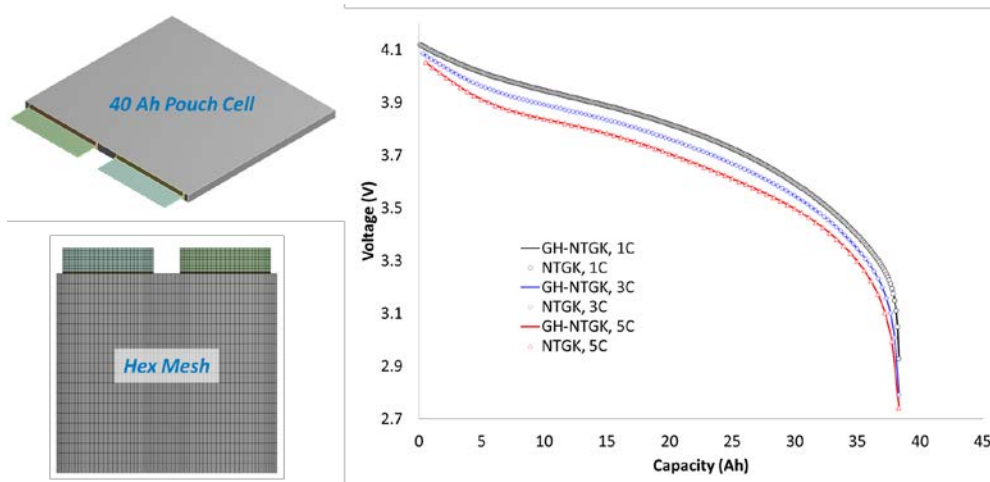 40 Ah Pouch Cell
Hex Mesh
Voltage (V)
4.1
3.9
3.7
3.5
3.3
3.1
2.9
2.7
GH-NTGK, 1C
NTGK, 1C
GH-NTGK, 3C
NTGK, 3C
GH-NTGK, 5C
NTGK, 5C
0 5 10 15 20 25 30 35 40 45
Capacity (Ah)